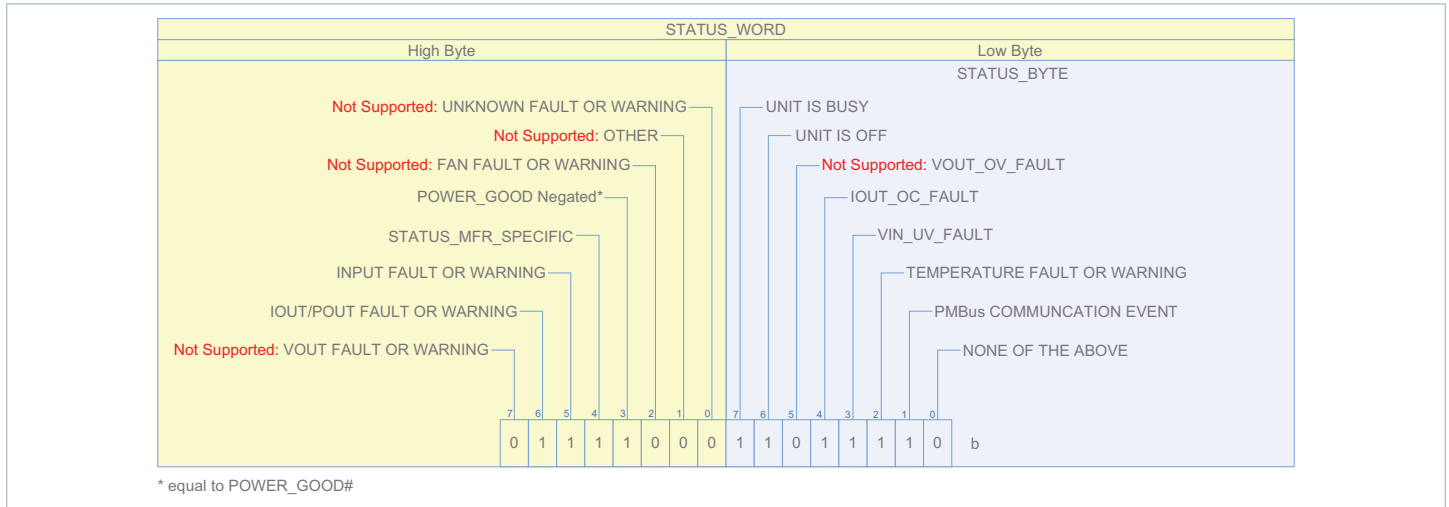 STATUS_WORD
High Byte Low Byte
STATUS_BYTE
Not Supported: UNKNOWN FAULT OR WARNING UNIT IS BUSY
Not Supported: OTHER UNIT IS OFF
Not Supported: FAN FAULT OR WARNING Not Supported: VOUT_OV_FAULT
POWER_GOOD Negated* IOUT_OC_FAULT
STATUS_MFR_SPECIFIC VIN_UV_FAULT
INPUT FAULT OR WARNING TEMPERATURE FAULT OR WARNING
IOUT/POUT FAULT OR WARNING PMBus COMMUNCATION EVENT
Not Supported: VOUT FAULT OR WARNING NONE OF THE ABOVE
7 6 5 4 3 2 1 0 7 6 5 4 3 2 1 0
0 1 1 1 1 0 0 0 1 1 0 1 1 1 1 0 b
* equal to POWER_GOOD#